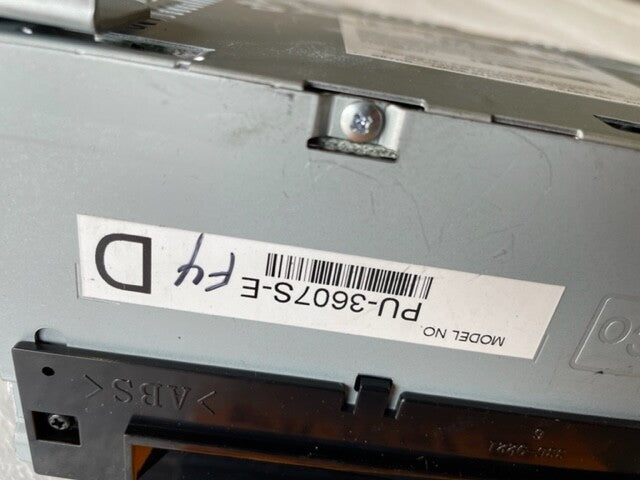 MODEL NO.
PU-3607S-E
F4
D
>ABS<